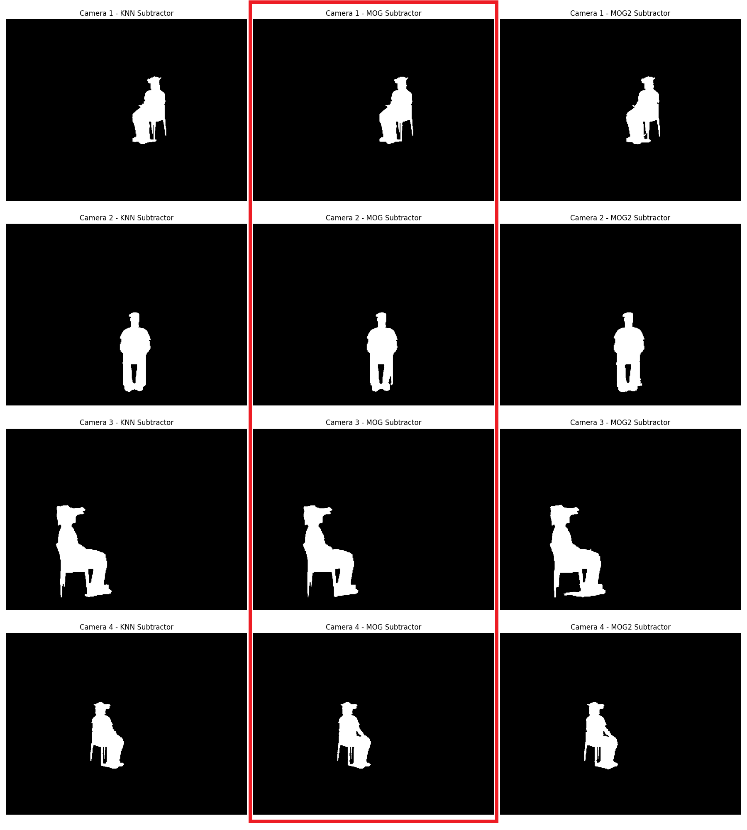 Camera 1 - KNN Subtractor
Camera 1 - MOG Subtractor
Camera 1 - MOG2 Subtractor
Camera 2 - KNN Subtractor
Camera 2 - MOG Subtractor
Camera 2 - MOG2 Subtractor
Camera 3 - KNN Subtractor
Camera 3 - MOG Subtractor
Camera 3 - MOG2 Subtractor
Camera 4 - KNN Subtractor
Camera 4 - MOG Subtractor
Camera 4 - MOG2 Subtractor